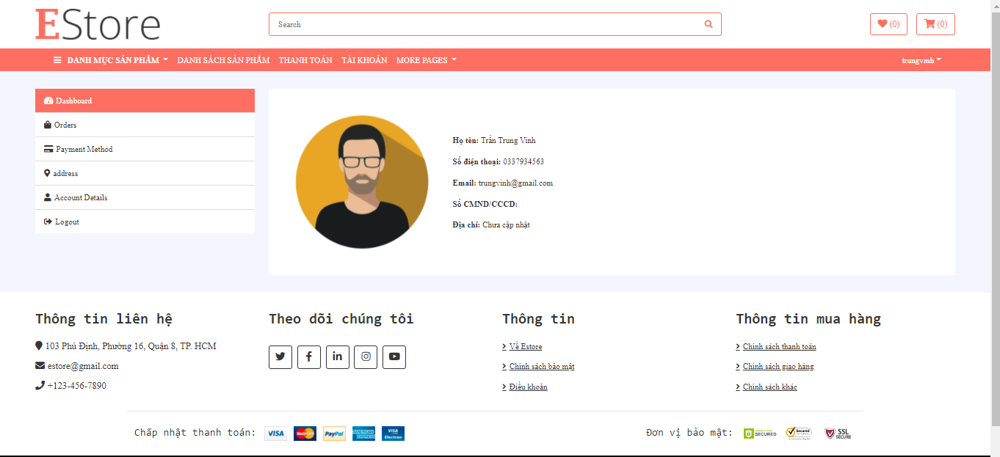 EStore
Search
(0)
(0)
DANH MỤC SẢN PHẨM
DANH SÁCH SẢN PHẨM
THANH TOÁN
TÀI KHOẢN
MORE PAGES
trungvinh
Dashboard
Orders
Payment Method
address
Account Details
Logout
Họ tên: Trần Trung Vinh
Số điện thoại: 0337934563
Email: trungvinh@gmail.com
Số CMND/CCCD:
Địa chỉ: Chưa cập nhật
Thông tin liên hệ
103 Phú Định, Phường 16, Quận 8, TP. HCM
estore@gmail.com
+123-456-7890
Theo dõi chúng tôi
Thông tin
Về Estore
Chính sách bảo mật
Điều khoản
Thông tin mua hàng
Chính sách thanh toán
Chính sách giao hàng
Chính sách khác
Chấp nhật thanh toán:
VISA
MasterCard
PayPal
AMERICAN EXPRESS
VISA Electron
Đơn vị bảo mật:
SECURED
Secured
SSL
SECURE